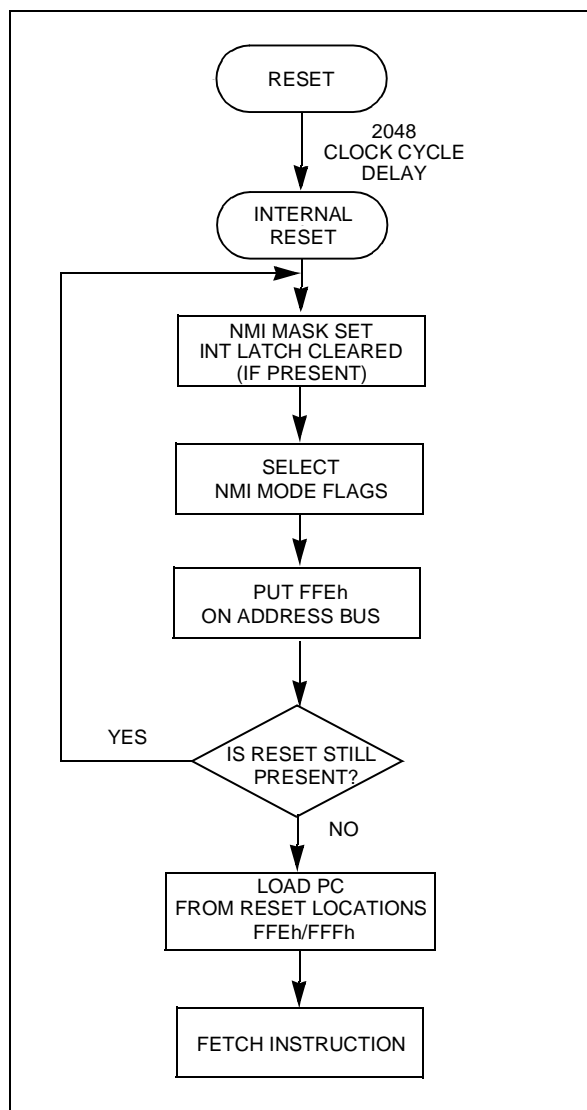 RESET
2048
CLOCK CYCLE
DELAY
INTERNAL
RESET
NMI MASK SET
INT LATCH CLEARED
(IF PRESENT)
SELECT
NMI MODE FLAGS
PUT FFEh
ON ADDRESS BUS
YES
IS RESET STILL
PRESENT?
NO
LOAD PC
FROM RESET LOCATIONS
FFEh/FFFh
FETCH INSTRUCTION